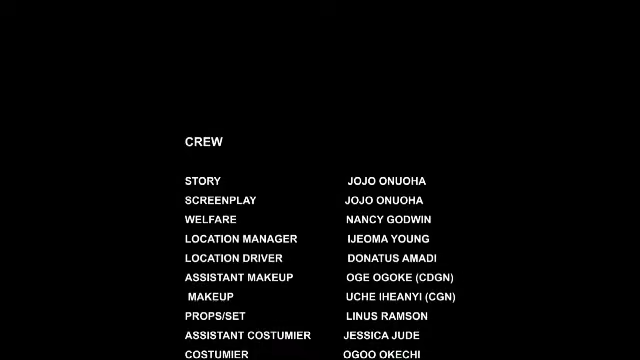 CREW
STORY JOJO ONUOHA
SCREENPLAY JOJO ONUOHA
WELFARE NANCY GODWIN
LOCATION MANAGER IJEOMA YOUNG
LOCATION DRIVER DONATUS AMADI
ASSISTANT MAKEUP OGE OGOKE (CDGN)
MAKEUP UCHE IHEANYI (CGN)
PROPS/SET LINUS RAMSON
ASSISTANT COSTUMIER JESSICA JUDE
COSTUMIER OGOO OKECHI